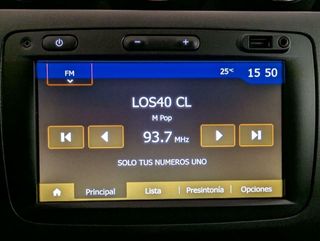 FM
25°C
15 50
LOS40 CL
M Pop
93.7 MHz
SOLO TUS NUMEROS UNO
Principal
Lista
Presintonía
Opciones